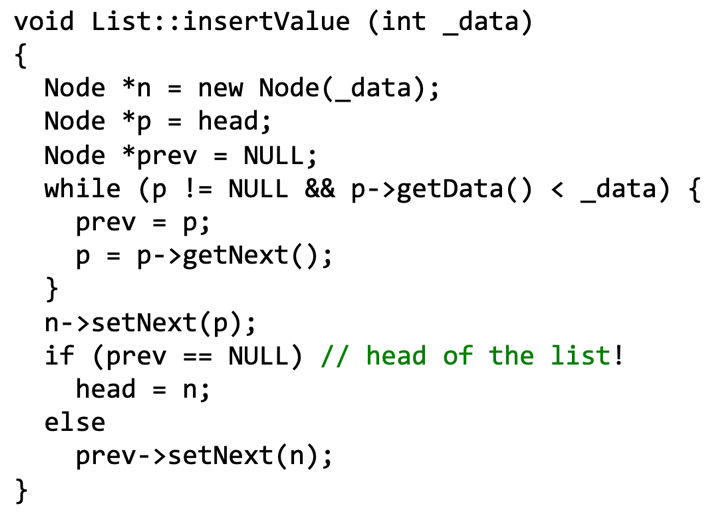 void List::insertValue (int _data)
{
  Node *n = new Node(_data);
  Node *p = head;
  Node *prev = NULL;
  while (p != NULL && p->getData() < _data) {
    prev = p;
    p = p->getNext();
  }
  n->setNext(p);
  if (prev == NULL) // head of the list!
    head = n;
  else
    prev->setNext(n);
}